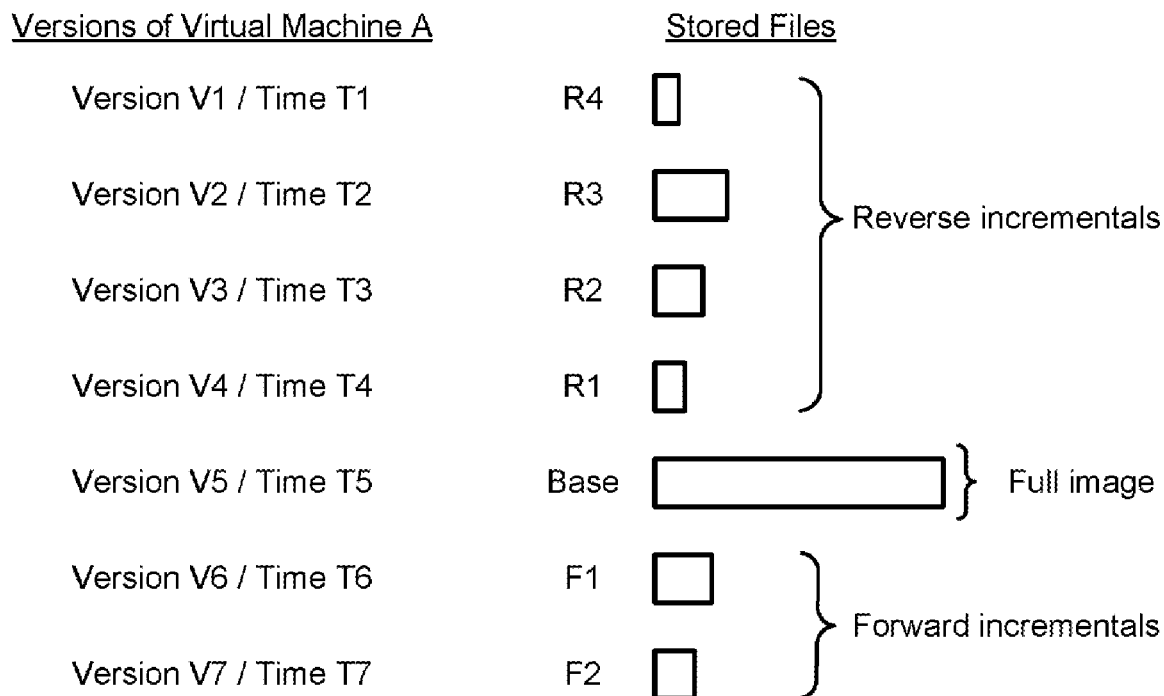 Versions of Virtual Machine A Stored Files
Version V1 / Time T1 R4
Version V2 / Time T2 R3
Reverse incrementals
Version V3 / Time T3 R2
Version V4 / Time T4 R1
Version V5 / Time T5 Base Full image
Version V6 / Time T6 F1
Forward incrementals
Version V7 / Time T7 F2